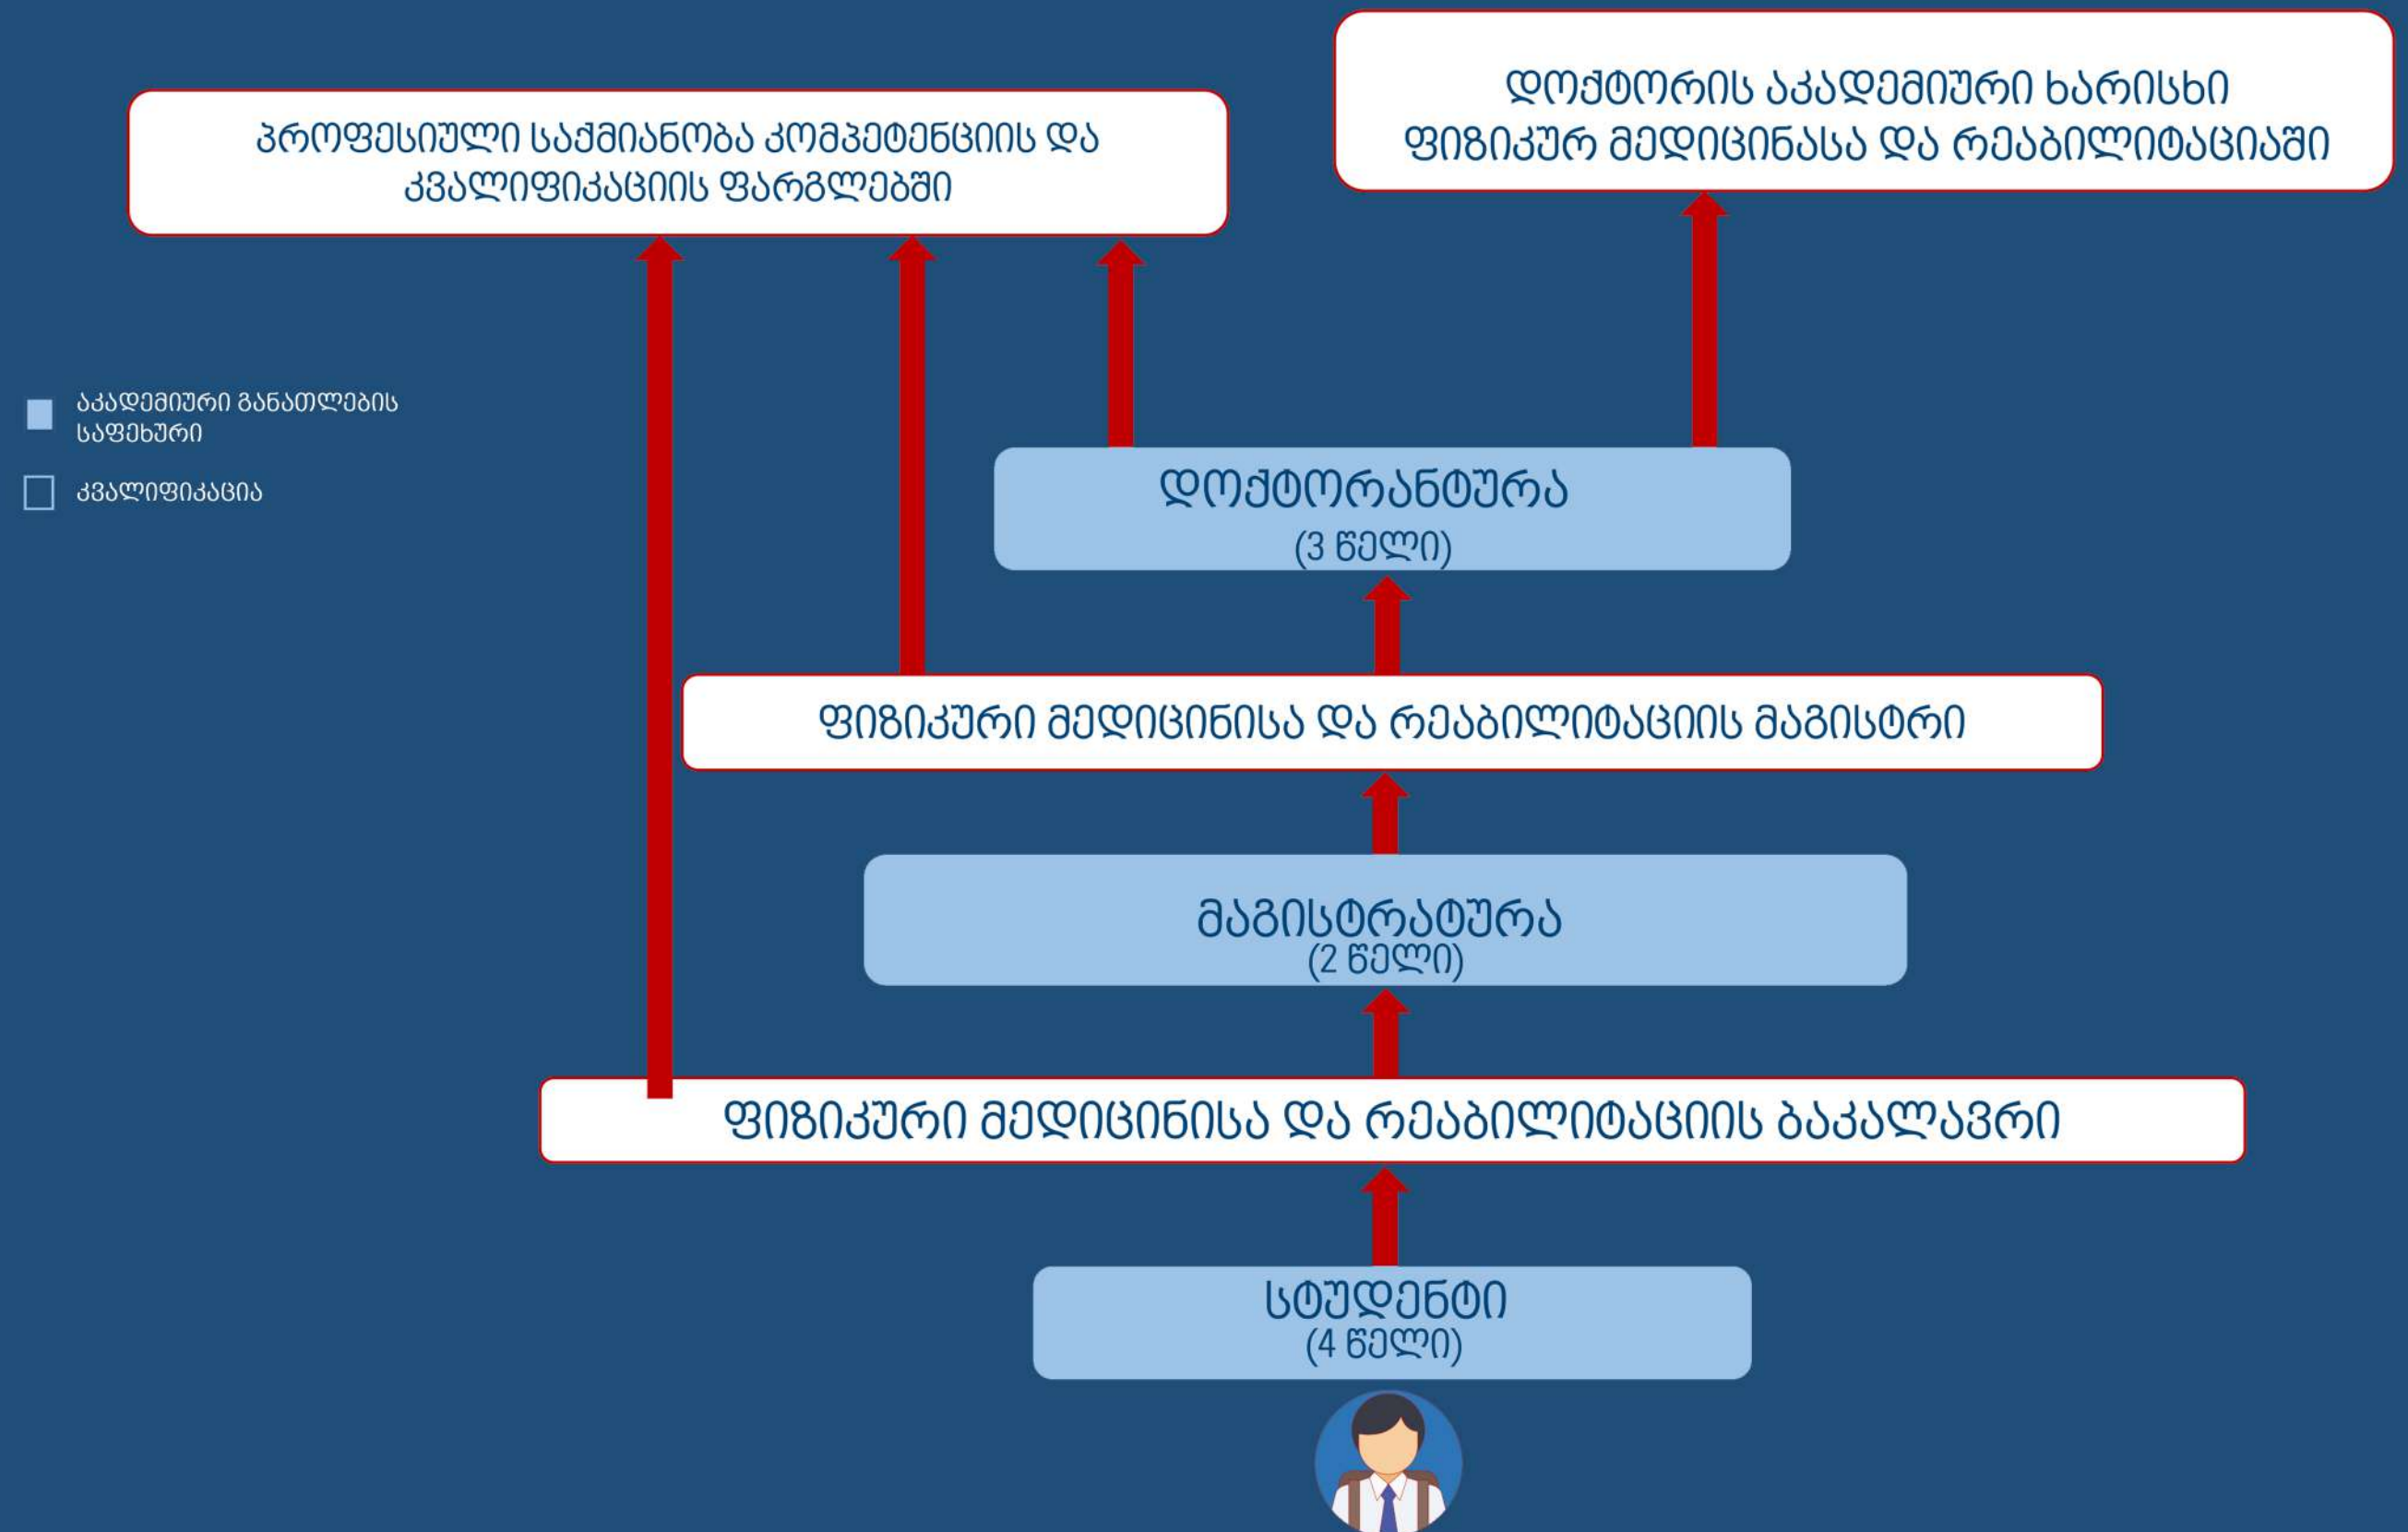 დოქტორის აკადემიური ხარისხი
ფიზიკურ მედიცინასა და რეაბილიტაციაში
პროფესიული საქმიანობა კომპეტენციის და
კვალიფიკაციის ფარგლებში
აკადემიური განათლების
საფეხური
კვალიფიკაცია
დოქტორანტურა
(3 წელი)
ფიზიკური მედიცინისა და რეაბილიტაციის მაგისტრი
მაგისტრატურა
(2 წელი)
ფიზიკური მედიცინისა და რეაბილიტაციის ბაკალავრი
სტუდენტი
(4 წელი)